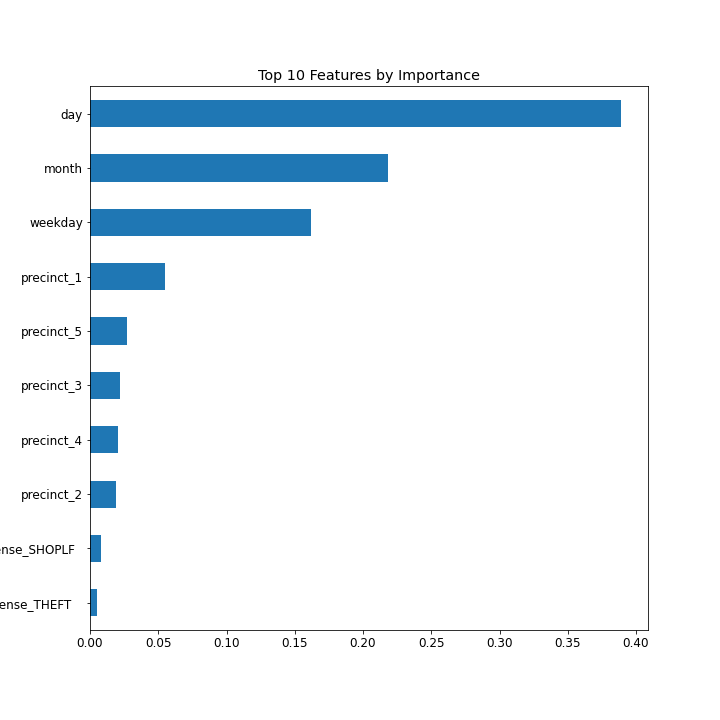 Top 10 Features by Importance
day
month
weekday
precinct_1
precinct_5
precinct_3
precinct_4
precinct_2
ense_SHOPLF
ense_THEFT
0.00 0.05 0.10 0.15 0.20 0.25 0.30 0.35 0.40